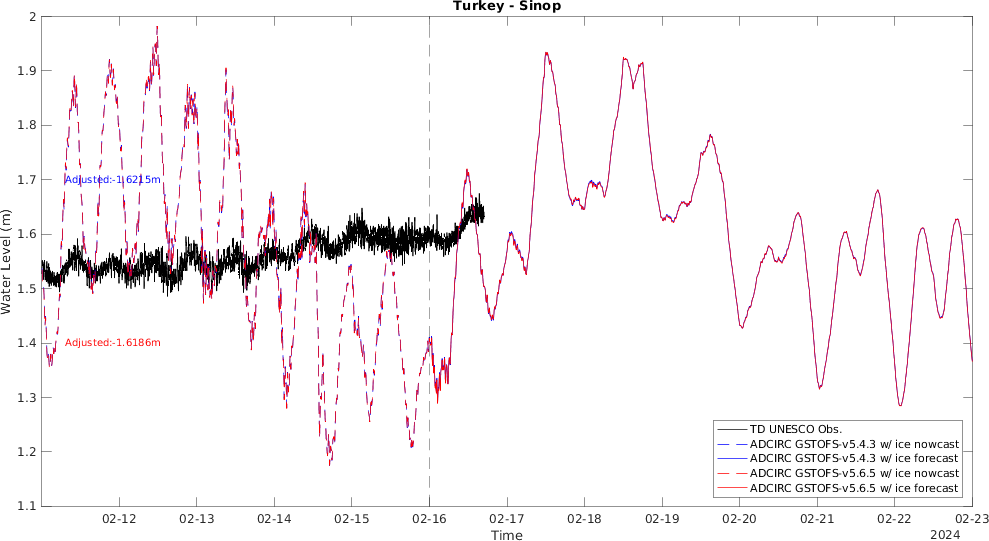 Turkey - Sinop
Water Level (m)
2
1.9
1.8
1.7
1.6
1.5
1.4
1.3
1.2
1.1
Adjusted:-1.6215m
Adjusted:-1.6186m
TD UNESCO Obs.
ADCIRC GSTOFS-v5.4.3 w/ ice nowcast
ADCIRC GSTOFS-v5.4.3 w/ ice forecast
ADCIRC GSTOFS-v5.6.5 w/ ice nowcast
ADCIRC GSTOFS-v5.6.5 w/ ice forecast
02-12 02-13 02-14 02-15 02-16 02-17 02-18 02-19 02-20 02-21 02-22 02-23
Time
2024